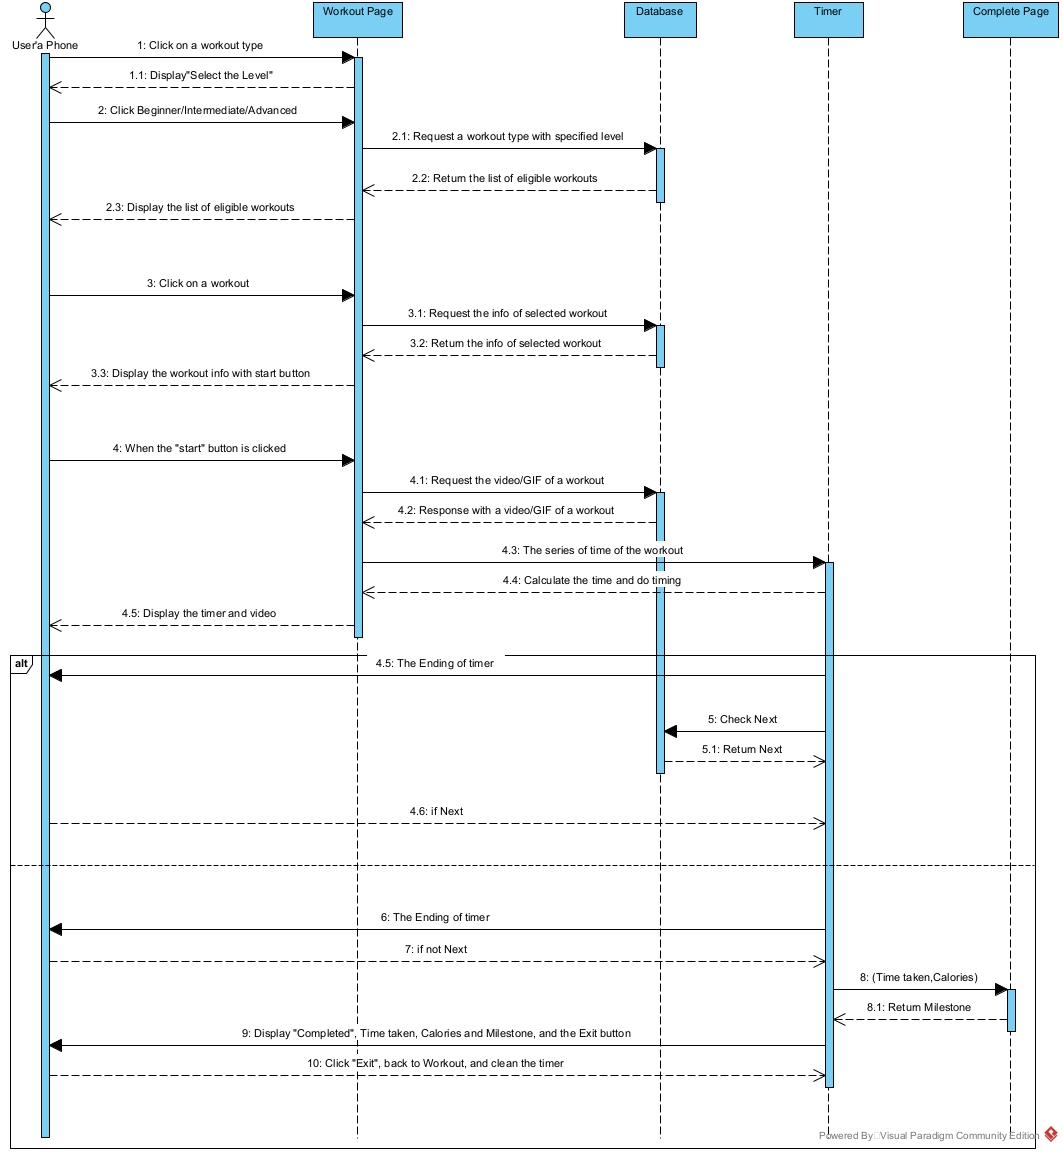 Workout Page
Database
Timer
Complete Page
User'a Phone
1: Click on a workout type
1.1: Display"Select the Level"
2: Click Beginner/Intermediate/Advanced
2.1: Request a workout type with specified level
2.2: Return the list of eligible workouts
2.3: Display the list of eligible workouts
3: Click on a workout
3.1: Request the info of selected workout
3.2: Return the info of selected workout
3.3: Display the workout info with start button
4: When the "start" button is clicked
4.1: Request the video/GIF of a workout
4.2: Response with a video/GIF of a workout
4.3: The series of time of the workout
4.4: Calculate the time and do timing
4.5: Display the timer and video
alt
4.5: The Ending of timer
5: Check Next
5.1: Return Next
4.6: if Next
6: The Ending of timer
7: if not Next
8: (Time taken,Calories)
8.1: Return Milestone
9: Display "Completed", Time taken, Calories and Milestone, and the Exit button
10: Click "Exit", back to Workout, and clean the timer
Powered By□Visual Paradigm Community Edition